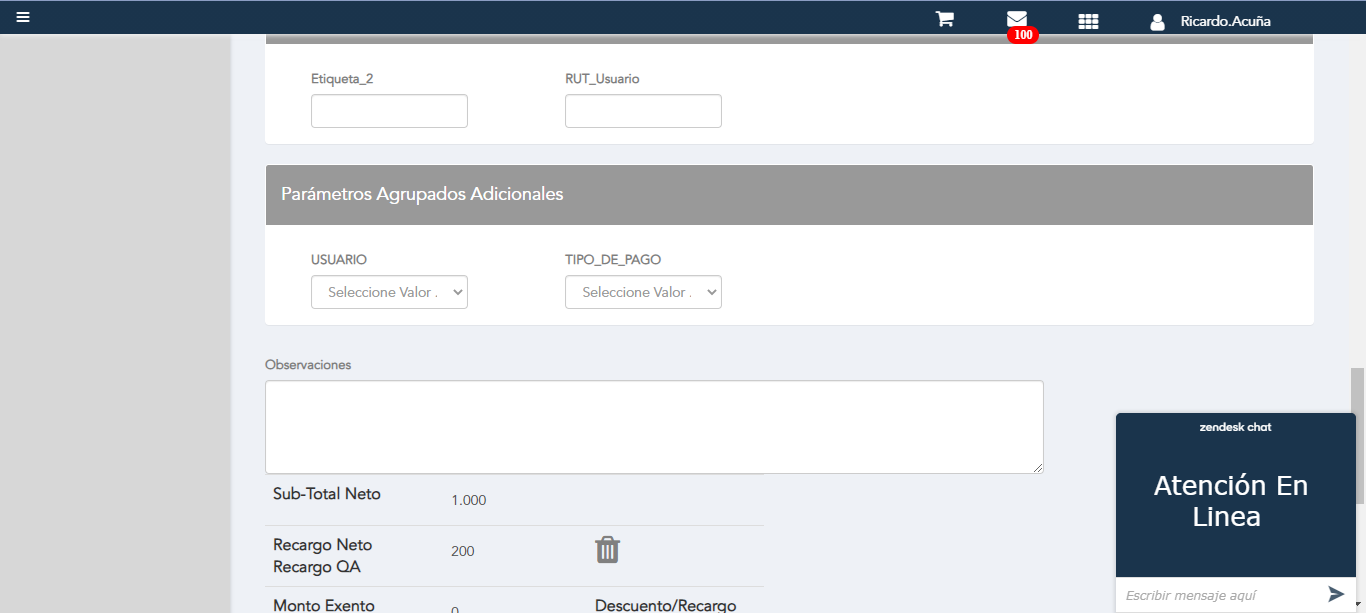 Ricardo.Acuña
100
Etiqueta_2
RUT_Usuario
Parámetros Agrupados Adicionales
USUARIO
TIPO_DE_PAGO
Seleccione Valor .
Seleccione Valor .
Observaciones
Sub-Total Neto
1.000
Recargo Neto
Recargo QA
200
Monto Exento
0
Descuento/Recargo
zendesk chat
Atención En
Linea
Escribir mensaje aquí